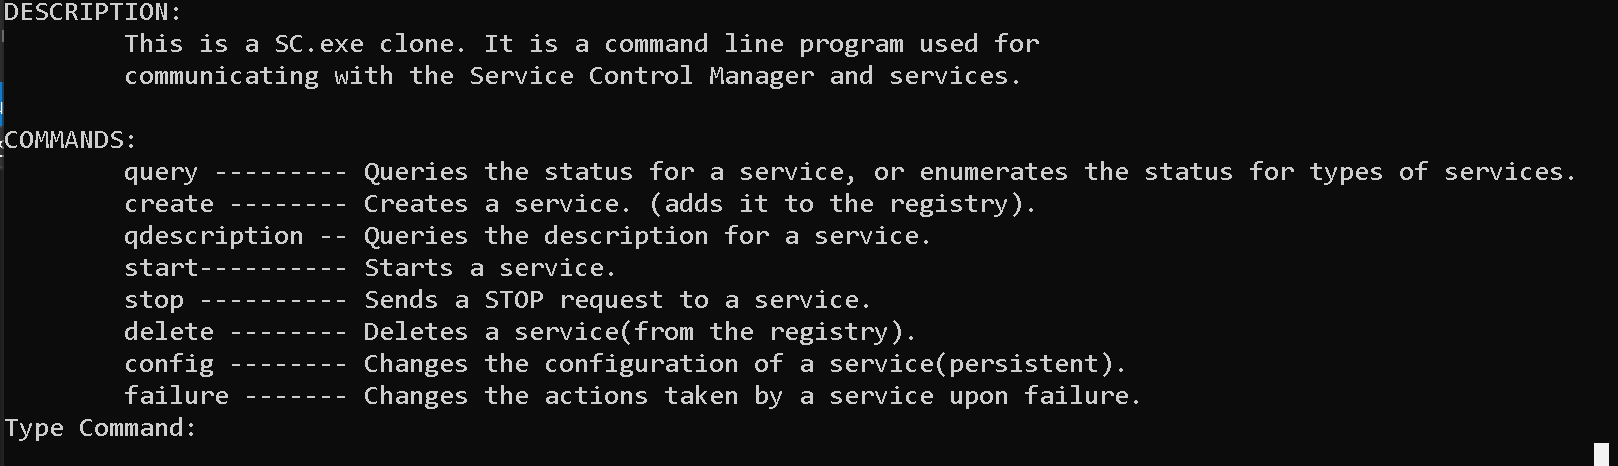 DESCRIPTION:
This is a SC.exe clone. It is a command line program used for
communicating with the Service Control Manager and services.
COMMANDS:
query --------- Queries the status for a service, or enumerates the status for types of services.
create -------- Creates a service. (adds it to the registry).
qdescription -- Queries the description for a service.
start---------- Starts a service.
stop ---------- Sends a STOP request to a service.
delete -------- Deletes a service(from the registry).
config -------- Changes the configuration of a service(persistent).
failure ------- Changes the actions taken by a service upon failure.
Type Command: